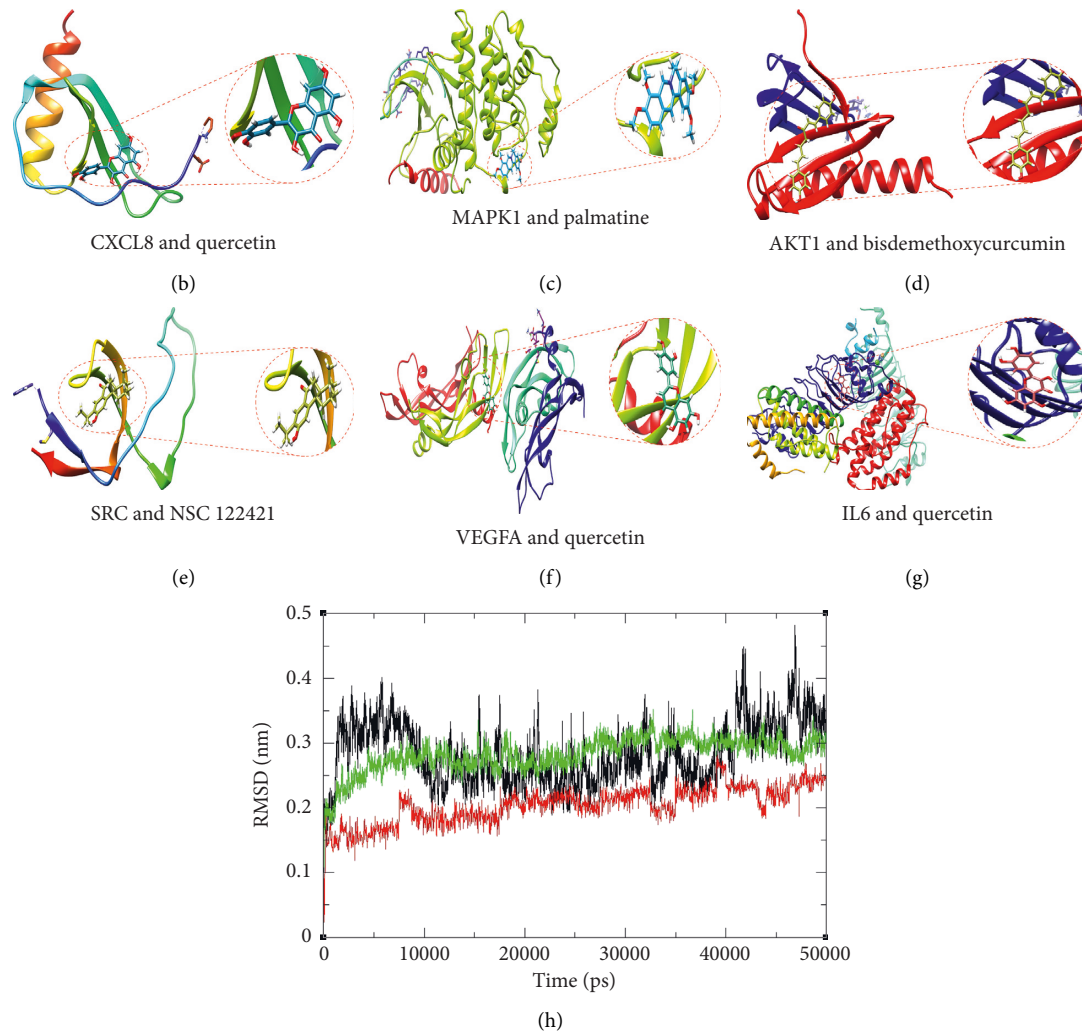 CXCL8 and quercetin
MAPK1 and palmatine
AKT1 and bisdemethoxycurcumin
(b)
(c)
(d)
SRC and NSC 122421
VEGFA and quercetin
IL6 and quercetin
(e)
(f)
(g)
0.5
0.4
0.3
0.2
0.1
0
RMSD (nm)
0 10000 20000 30000 40000 50000
Time (ps)
(h)